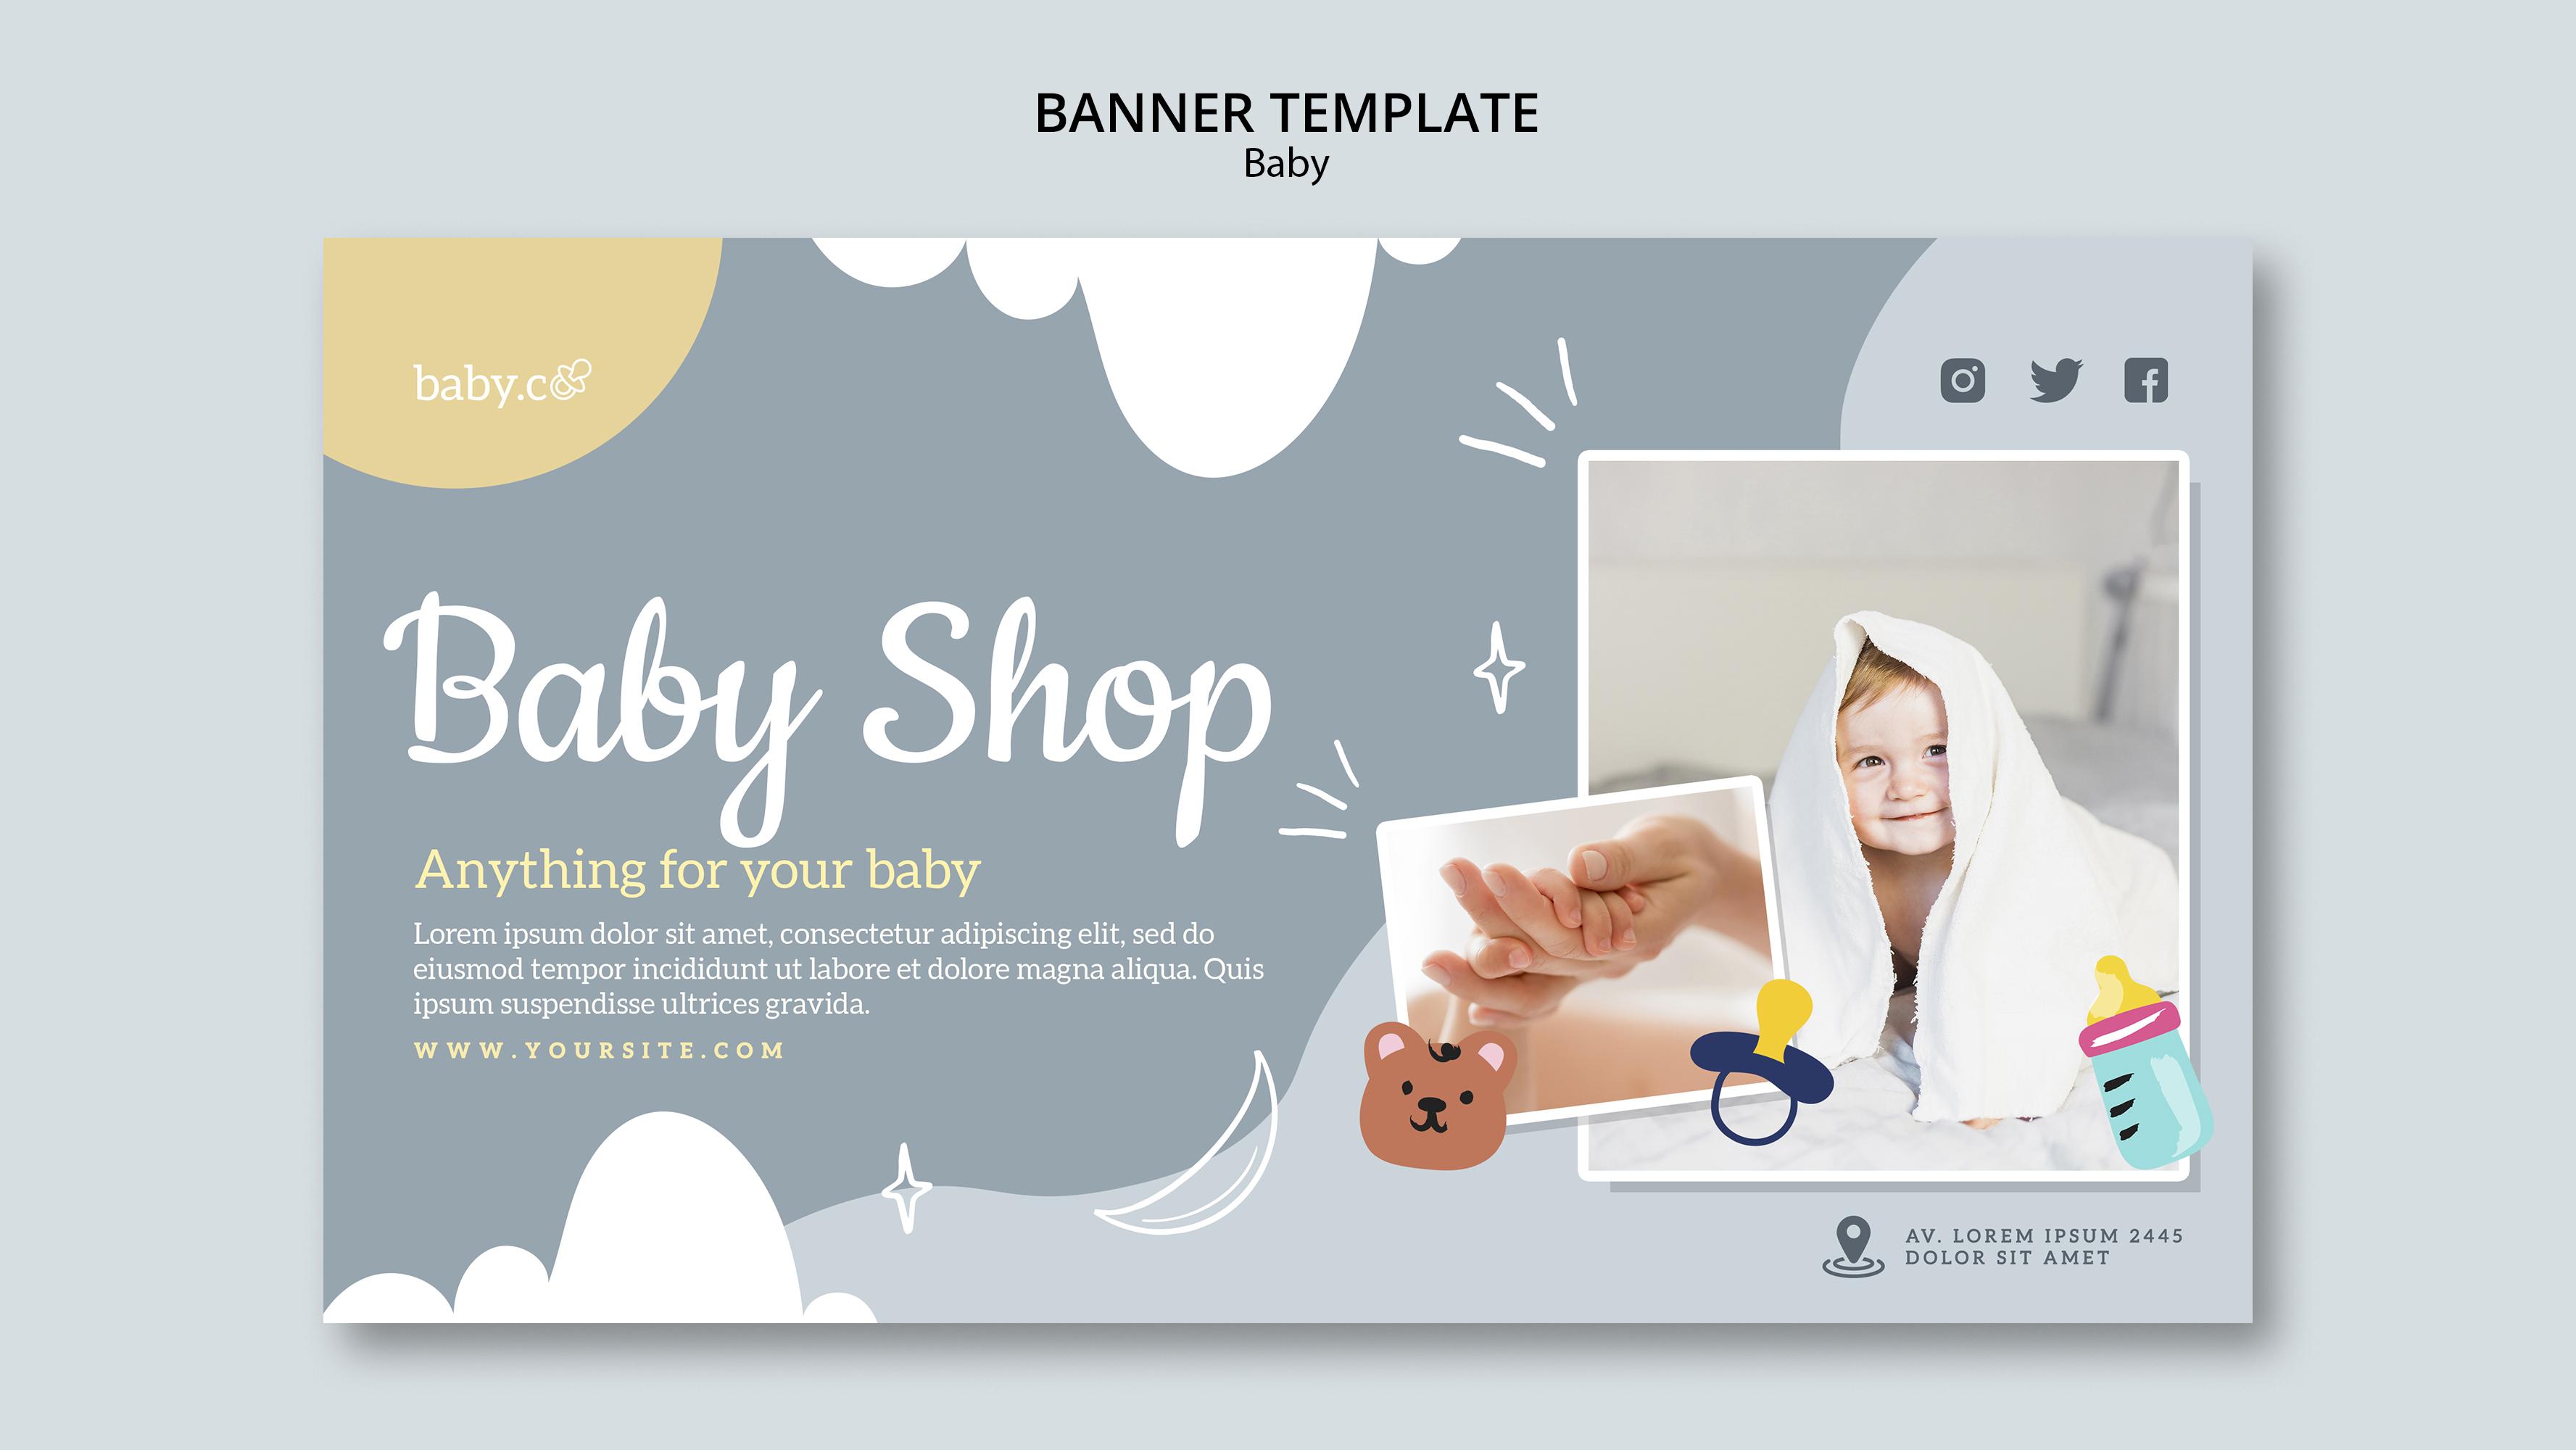 BANNER TEMPLATE
Baby
baby.co
Baby Shop
Anything for your baby
Lorem ipsum dolor sit amet, consectetur adipiscing elit, sed do
eiusmod tempor incididunt ut labore et dolore magna aliqua. Quis
ipsum suspendisse ultrices gravida.
WWW.YOURSITE.COM
AV. LOREM IPSUM 2445
DOLOR SIT AMET